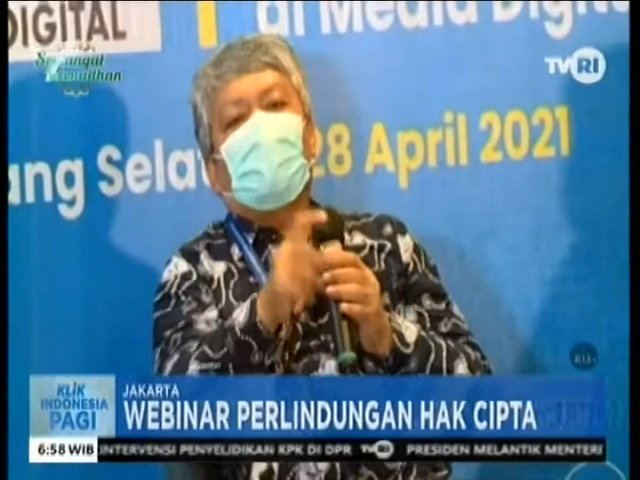 DIGITAL
di Media Digital
Semangat
Ramadhan
TVRI
ang Selat
28 April 2021
KLIK
INDONESIA
PAGI
JAKARTA
WEBINAR PERLINDUNGAN HAK CIPTA
6:58 WIB
INTERVENSI PENYELIDIKAN KPK DI DPR TVRI PRESIDEN MELANTIK MENTERI